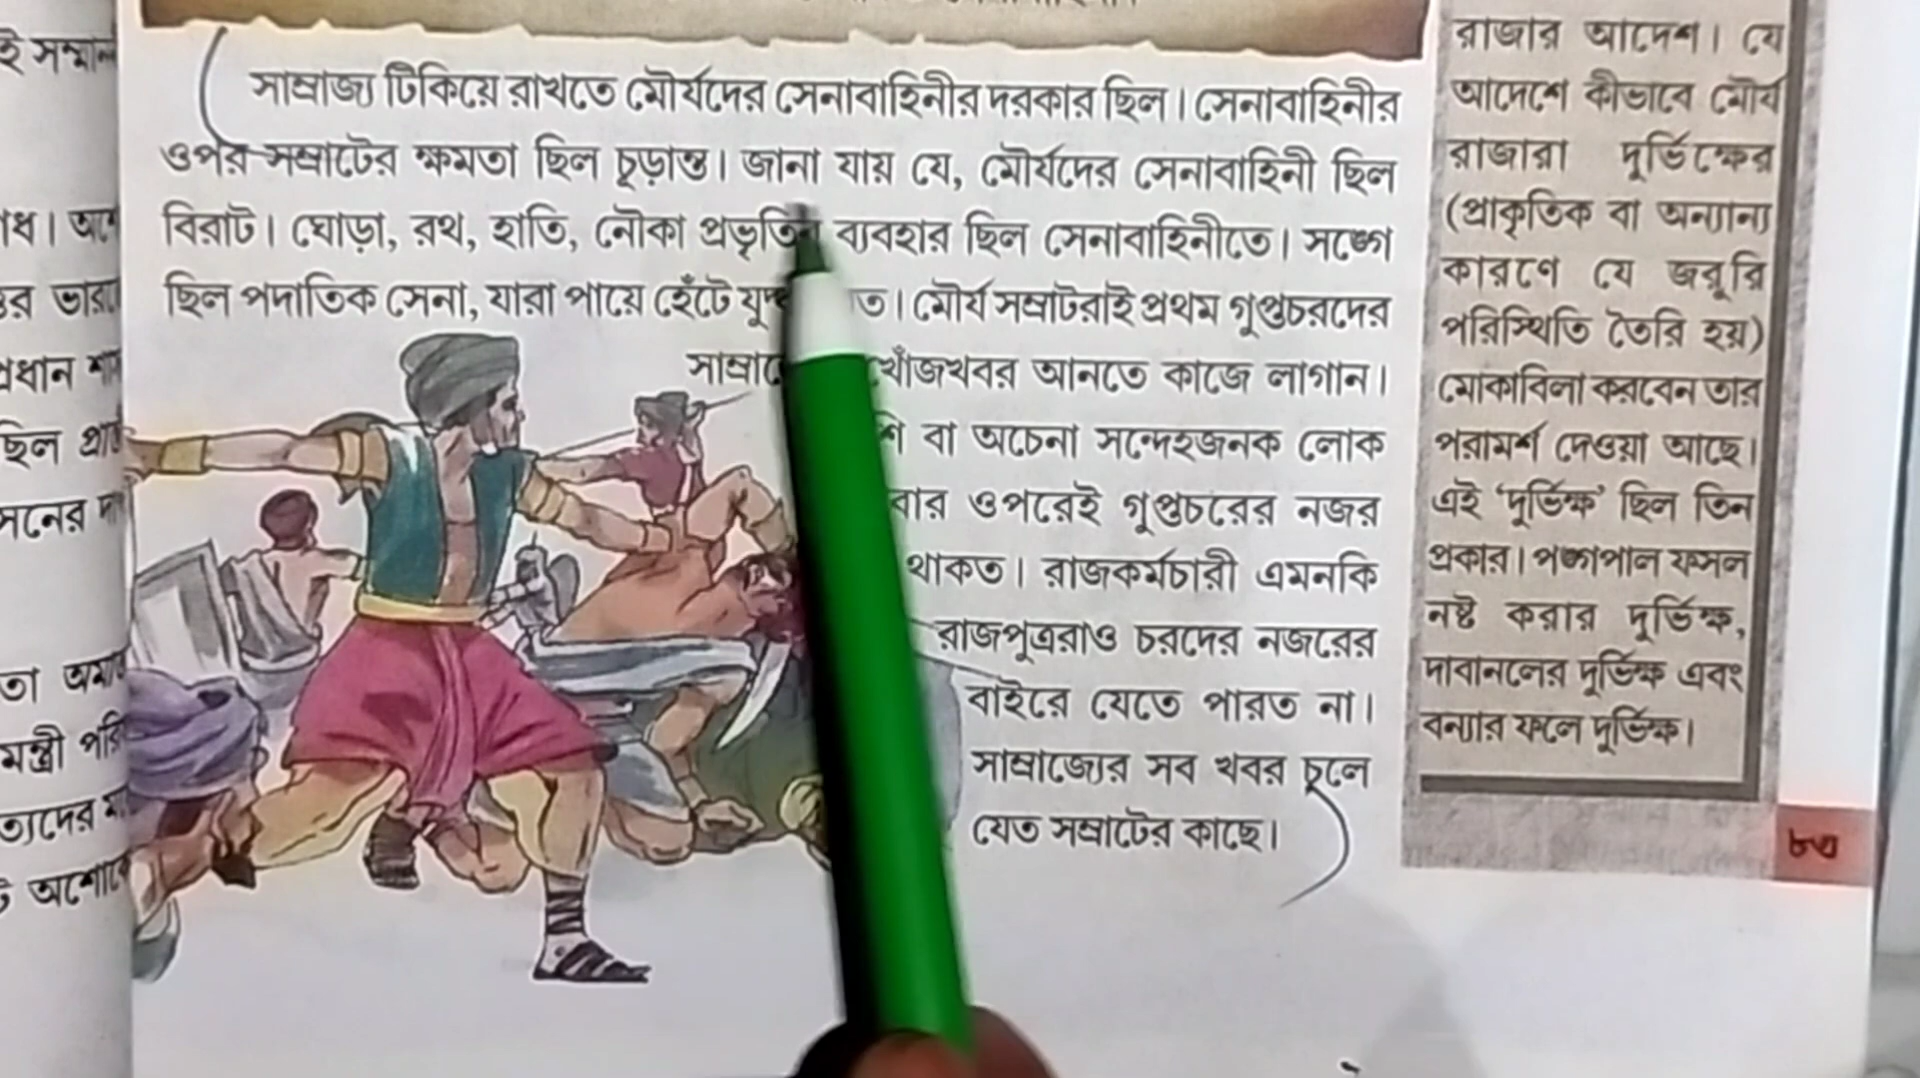 সাম্রাজ্য টিকিয়ে রাখতে মৌর্যদের সেনাবাহিনীর দরকার ছিল। সেনাবাহিনীর
ওপর সম্রাটের ক্ষমতা ছিল চূড়ান্ত। জানা যায় যে, মৌর্যদের সেনাবাহিনী ছিল
বিরাট। ঘোড়া, রথ, হাতি, নৌকা প্রভৃতির ব্যবহার ছিল সেনাবাহিনীতে। সঙ্গে
ছিল পদাতিক সেনা, যারা পায়ে হেঁটে যুদ্ধ ত। মৌর্য সম্রাটরাই প্রথম গুপ্তচরদের
খোঁজখবর আনতে কাজে লাগান।
বা অচেনা সন্দেহজনক লোক
ওপরেই গুপ্তচরের নজর
থাকত। রাজকর্মচারী এমনকি
রাজপুত্ররাও চরদের নজরের
বাইরে যেতে পারত না।
সাম্রাজ্যের সব খবর চলে
যেত সম্রাটের কাছে।
রাজার আদেশ। যে
আদেশে কীভাবে মৌর্য
রাজারা দুর্ভিক্ষের
(প্রাকৃতিক বা অন্যান্য
কারণে যে জরুরি
পরিস্থিতি তৈরি হয়)
মোকাবিলা করবেন তার
পরামর্শ দেওয়া আছে।
এই ‘দুর্ভিক্ষ’ ছিল তিন
প্রকার। পঙ্গপাল ফসল
নষ্ট করার দুর্ভিক্ষ,
দাবানলের দুর্ভিক্ষ এবং
বন্যার ফলে দুর্ভিক্ষ।
৮৩